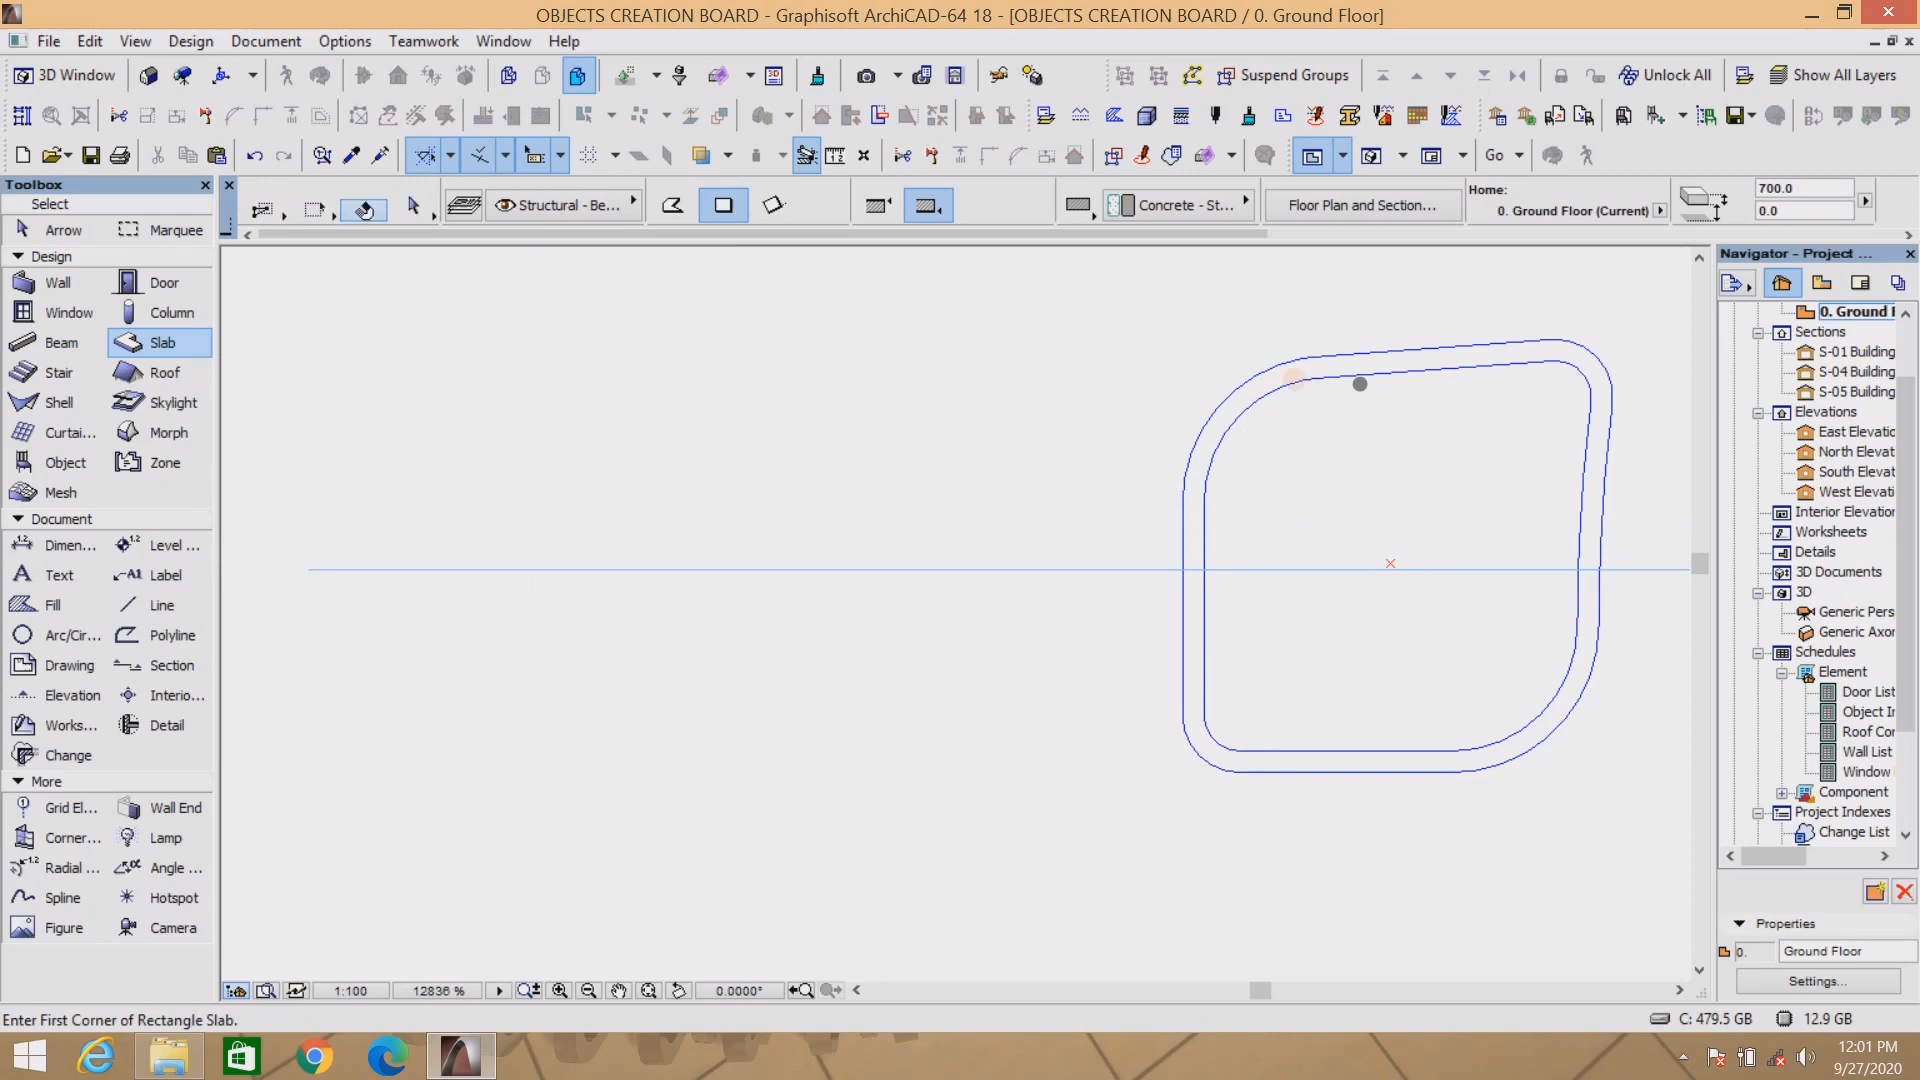 OBJECTS CREATION BOARD - Graphisoft ArchiCAD-64 18 - [OBJECTS CREATION BOARD / 0. Ground Floor]
File Edit View Design Document Options Teamwork Window Help
3D Window Suspend Groups Unlock All Show All Layers
Go
Toolbox
Select
Arrow Marquee
Design
Wall Door
Window Column
Beam Slab
Stair Roof
Shell Skylight
Curtai... Morph
Object Zone
Mesh
Document
Dimen... Level ...
Text Label
Fill Line
Arc/Cir... Polyline
Drawing Section
Elevation Interio...
Works... Detail
Change
More
Grid El... Wall End
Corner... Lamp
Radial ... Angle ...
Spline Hotspot
Figure Camera
Structural - Be...
Concrete - St...
Floor Plan and Section...
Home:
0. Ground Floor (Current)
700.0
0.0
Navigator - Project ...
0. Ground F
Sections
S-01 Building
S-04 Building
S-05 Building
Elevations
East Elevatio
North Elevat
South Elevat
West Elevati
Interior Elevation
Worksheets
Details
3D Documents
3D
Generic Pers
Generic Axor
Schedules
Element
Door List
Object In
Roof Cor
Wall List
Window
Component
Project Indexes
Change List
Properties
0. Ground Floor
Settings...
1:100 12836 % 0.0000°
Enter First Corner of Rectangle Slab.
C: 479.5 GB 12.9 GB
12:01 PM
9/27/2020